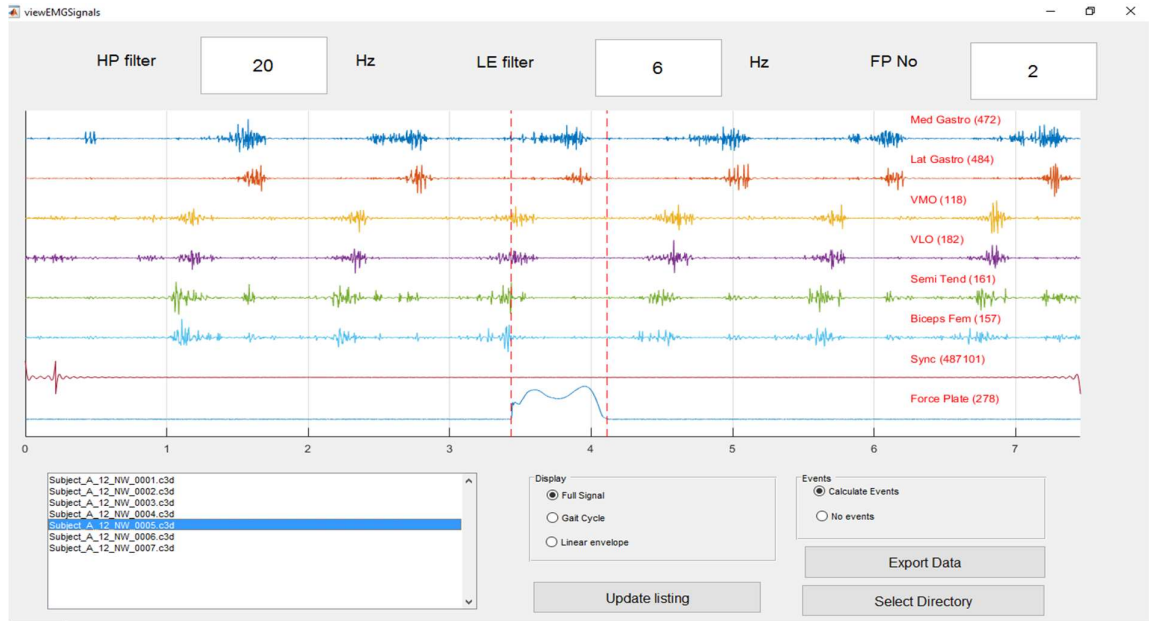 viewEMGSignals
HP filter 20 Hz LE filter 6 Hz FP No 2
Med Gastro (472)
Lat Gastro (484)
VMO (118)
VLO (182)
Semi Tend (161)
Biceps Fem (157)
Sync (487101)
Force Plate (278)
0 1 2 3 4 5 6 7
Subject_A_12_NW_0001.c3d
Subject_A_12_NW_0002.c3d
Subject_A_12_NW_0003.c3d
Subject_A_12_NW_0004.c3d
Subject_A_12_NW_0005.c3d
Subject_A_12_NW_0006.c3d
Subject_A_12_NW_0007.c3d
Display
Full Signal
Gait Cycle
Linear envelope
Update listing
Events
Calculate Events
No events
Export Data
Select Directory